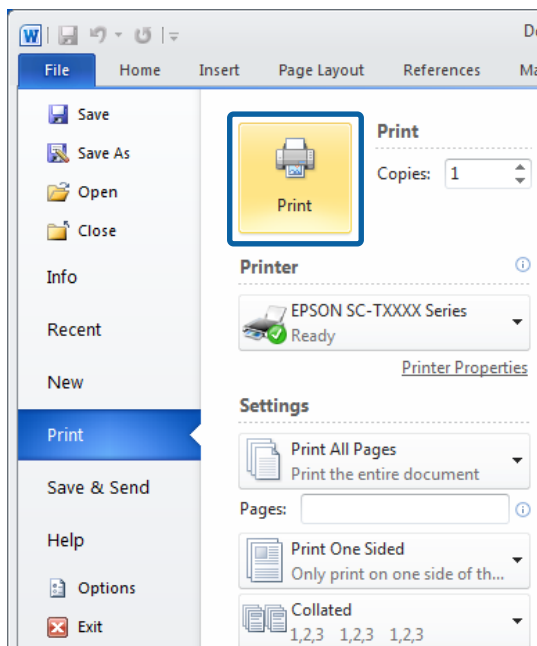 W
De
File Home Insert Page Layout References Ma
Save
Save As
Open
Close
Info
Recent
New
Print
Save & Send
Help
Options
Exit
Print
Print
Copies: 1
Printer
EPSON SC-TXXXX Series
Ready
Printer Properties
Settings
Print All Pages
Print the entire document
Pages:
Print One Sided
Only print on one side of th...
Collated
1,2,3 1,2,3 1,2,3